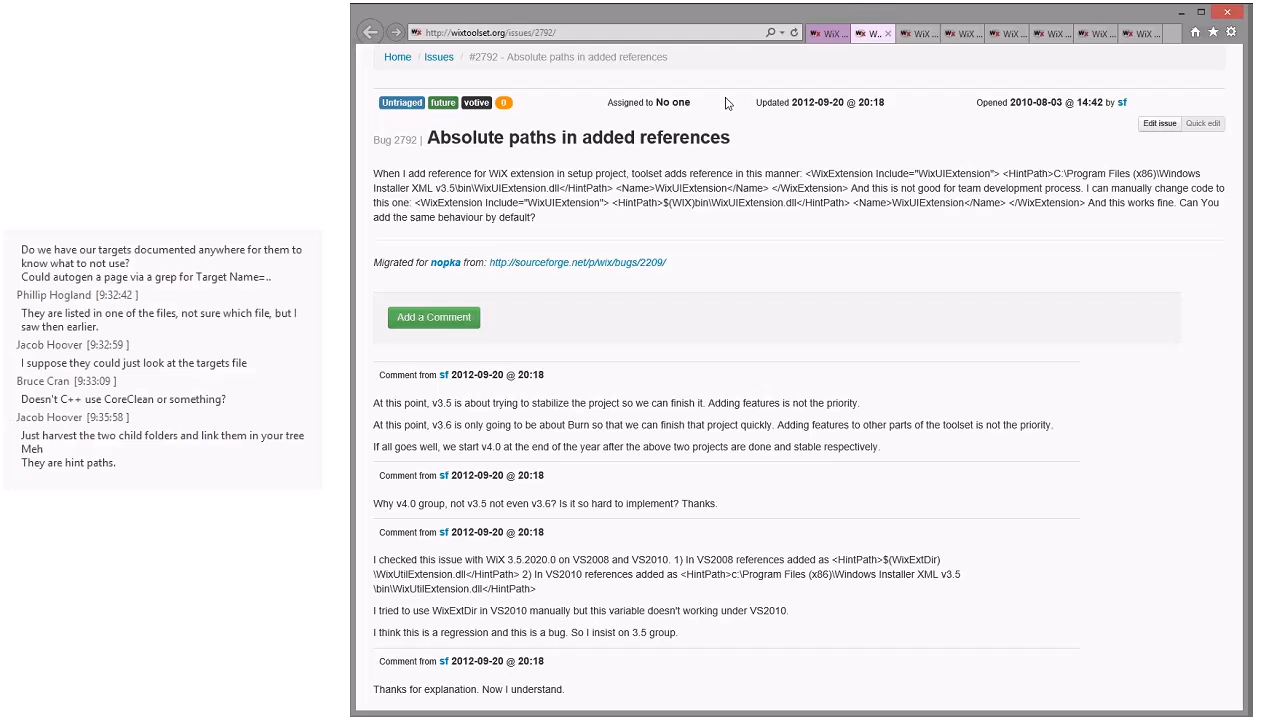 Do we have our targets documented anywhere for them to
know what to not use?
Could autogen a page via a grep for Target Name=..
Phillip Hogland [9:32:42 ]
They are listed in one of the files, not sure which file, but I
saw then earlier.
Jacob Hoover [9:32:59 ]
I suppose they could just look at the targets file
Bruce Cran [9:33:09 ]
Doesn't C++ use CoreClean or something?
Jacob Hoover [9:35:58 ]
Just harvest the two child folders and link them in your tree
Meh
They are hint paths.
http://wixtoolset.org/issues/2792/
WiX ...
W..
WiX ...
WiX ...
WiX ...
WiX ...
WiX ...
WiX ...
Home / Issues / #2792 - Absolute paths in added references
Untriaged future votive 0 Assigned to No one Updated 2012-09-20 @ 20:18 Opened 2010-08-03 @ 14:42 by sf
Edit issue Quick edit
Bug 2792 | Absolute paths in added references
When I add reference for WiX extension in setup project, toolset adds reference in this manner: <WixExtension Include="WixUIExtension"> <HintPath>C:\Program Files (x86)\Windows
Installer XML v3.5\bin\WixUIExtension.dll</HintPath> <Name>WixUIExtension</Name> </WixExtension> And this is not good for team development process. I can manually change code to
this one: <WixExtension Include="WixUIExtension"> <HintPath>$(WIX)bin\WixUIExtension.dll</HintPath> <Name>WixUIExtension</Name> </WixExtension> And this works fine. Can You
add the same behaviour by default?
Migrated for nopka from: http://sourceforge.net/p/wix/bugs/2209/
Add a Comment
Comment from sf 2012-09-20 @ 20:18
At this point, v3.5 is about trying to stabilize the project so we can finish it. Adding features is not the priority.
At this point, v3.6 is only going to be about Burn so that we can finish that project quickly. Adding features to other parts of the toolset is not the priority.
If all goes well, we start v4.0 at the end of the year after the above two projects are done and stable respectively.
Comment from sf 2012-09-20 @ 20:18
Why v4.0 group, not v3.5 not even v3.6? Is it so hard to implement? Thanks.
Comment from sf 2012-09-20 @ 20:18
I checked this issue with WiX 3.5.2020.0 on VS2008 and VS2010. 1) In VS2008 references added as <HintPath>$(WixExtDir)
\WixUtilExtension.dll</HintPath> 2) In VS2010 references added as <HintPath>c:\Program Files (x86)\Windows Installer XML v3.5
\bin\WixUtilExtension.dll</HintPath>
I tried to use WixExtDir in VS2010 manually but this variable doesn't working under VS2010.
I think this is a regression and this is a bug. So I insist on 3.5 group.
Comment from sf 2012-09-20 @ 20:18
Thanks for explanation. Now I understand.